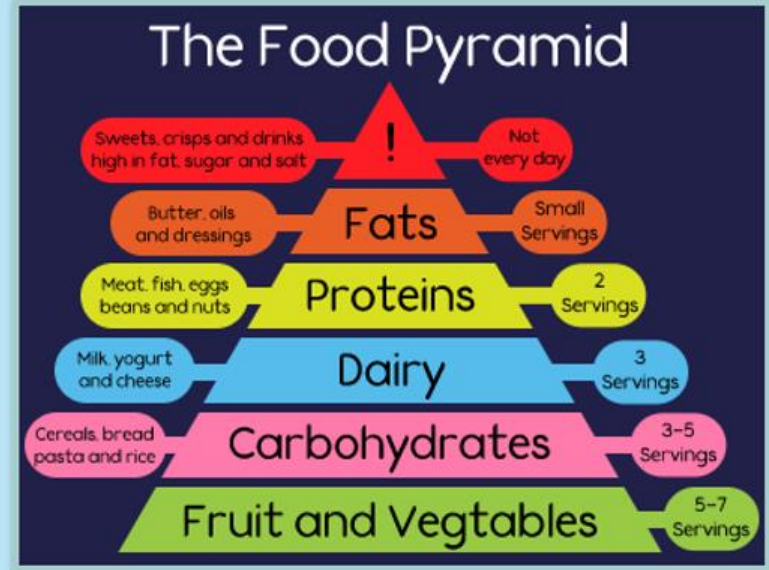 The Food Pyramid
Sweets, crisps and drinks
high in fat, sugar and salt
!
Not
every day
Butter, oils
and dressings
Fats
Small
Servings
Meat, fish, eggs
beans and nuts
Proteins
2
Servings
Milk, yogurt
and cheese
Dairy
3
Servings
Cereals, bread
pasta and rice
Carbohydrates
3-5
Servings
Fruit and Vegtables
5-7
Servings